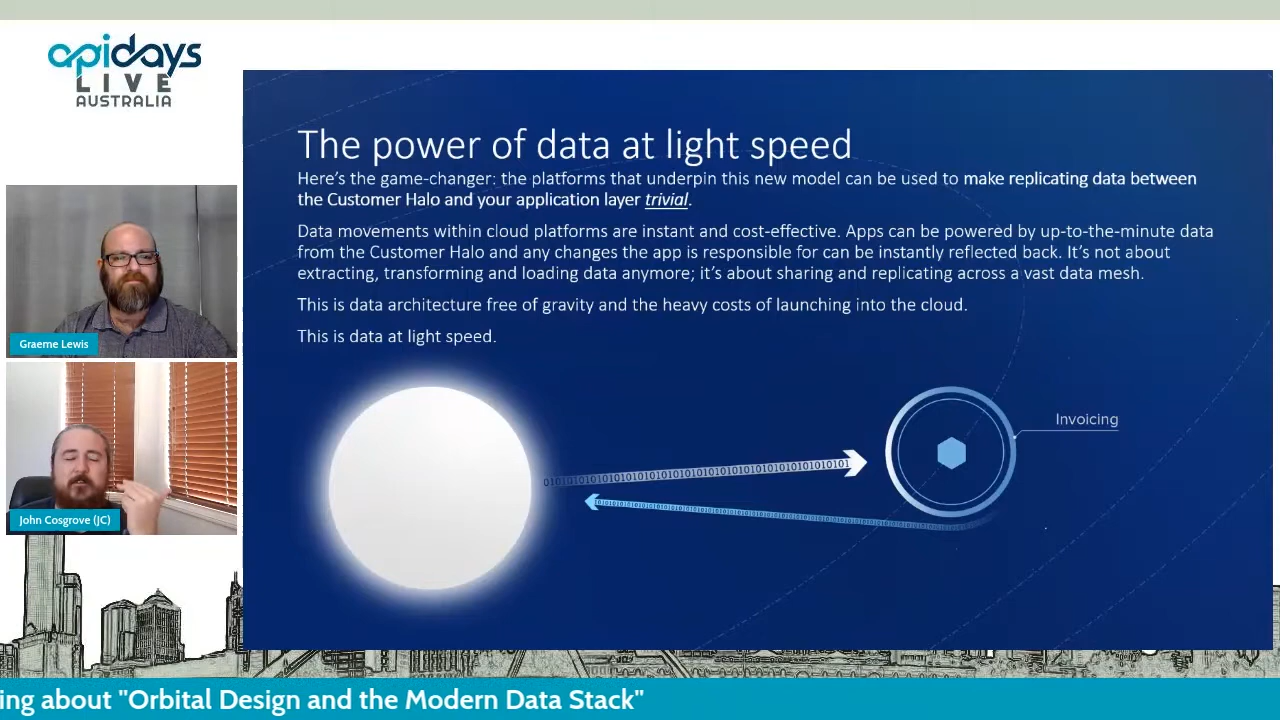 apidays
LIVE
AUSTRALIA
The power of data at light speed
Here’s the game-changer: the platforms that underpin this new model can be used to make replicating data between
the Customer Halo and your application layer trivial.
Data movements within cloud platforms are instant and cost-effective. Apps can be powered by up-to-the-minute data
from the Customer Halo and any changes the app is responsible for can be instantly reflected back. It’s not about
extracting, transforming and loading data anymore; it’s about sharing and replicating across a vast data mesh.
This is data architecture free of gravity and the heavy costs of launching into the cloud.
This is data at light speed.
Invoicing
Graeme Lewis
John Cosgrove (JC)
ing about "Orbital Design and the Modern Data Stack"